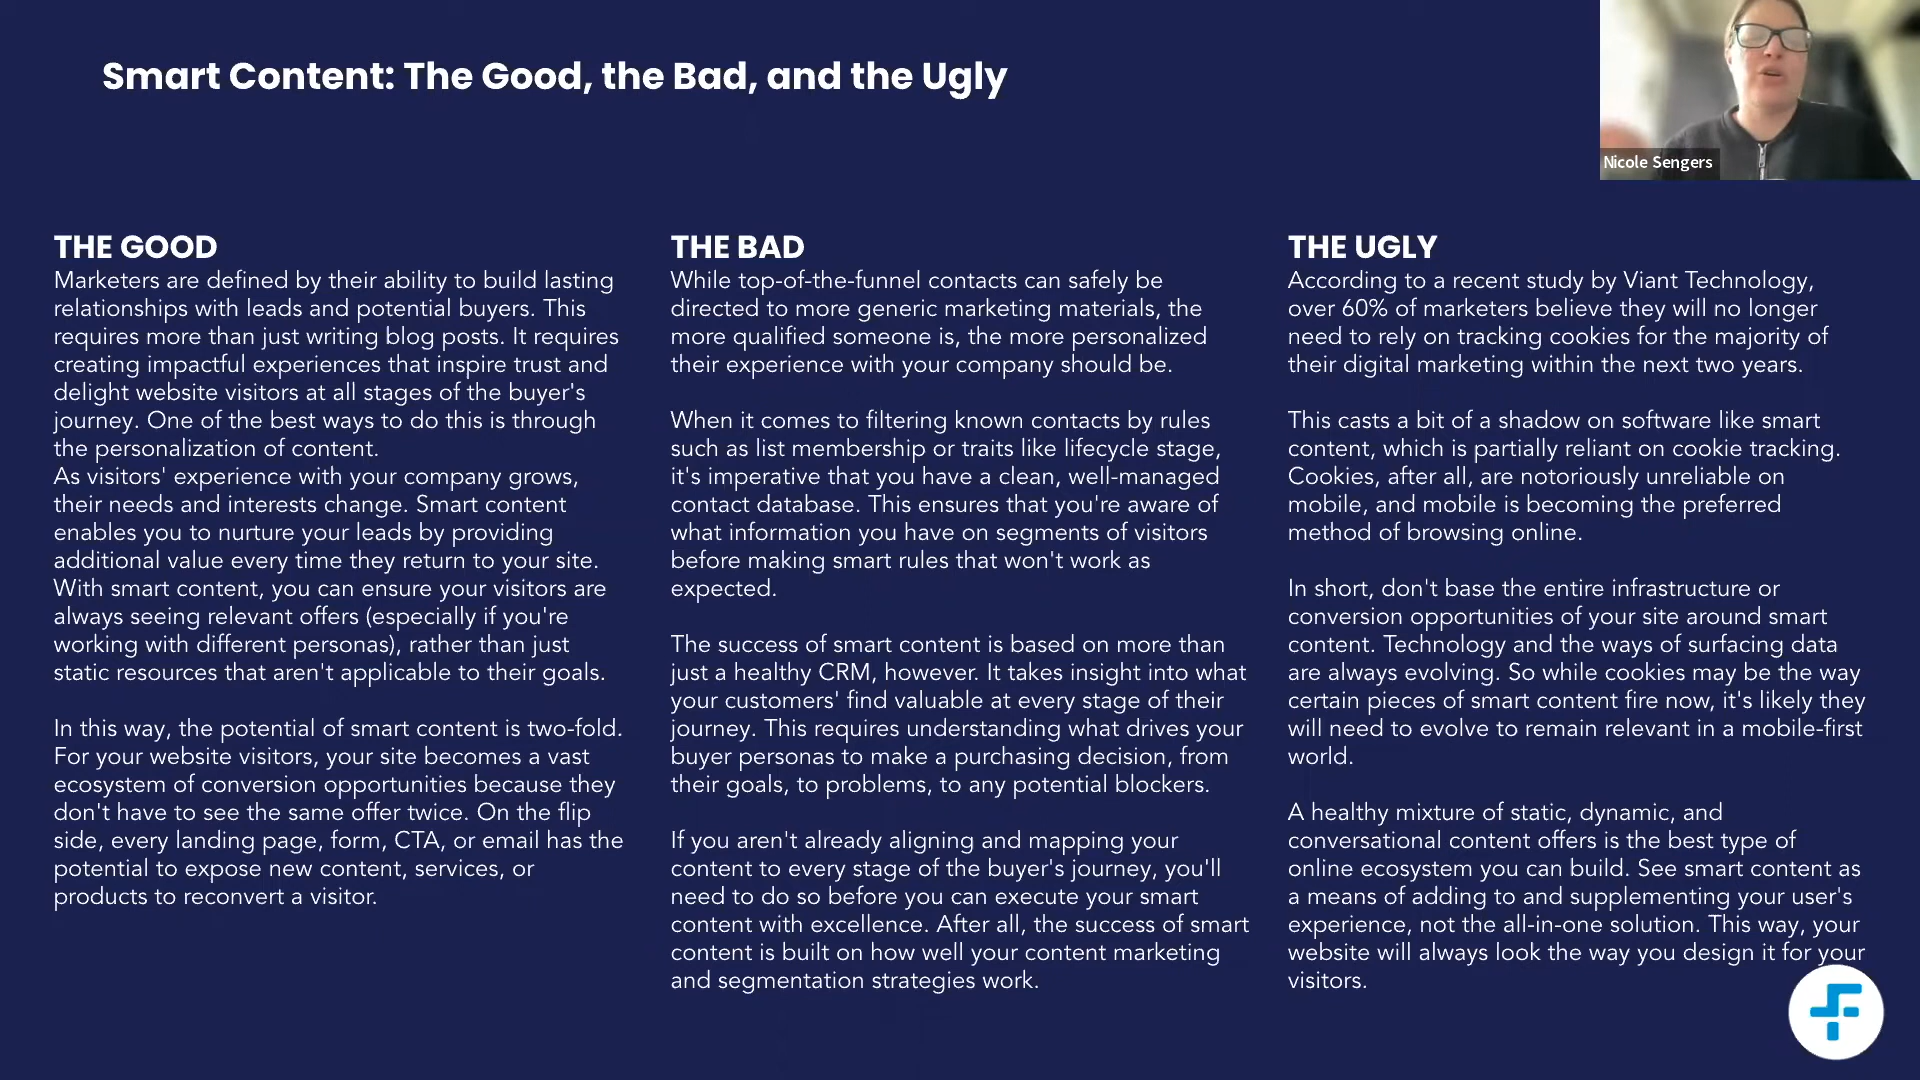 Smart Content: The Good, the Bad, and the Ugly
Nicole Sengers
THE GOOD
Marketers are defined by their ability to build lasting
relationships with leads and potential buyers. This
requires more than just writing blog posts. It requires
creating impactful experiences that inspire trust and
delight website visitors at all stages of the buyer's
journey. One of the best ways to do this is through
the personalization of content.
As visitors' experience with your company grows,
their needs and interests change. Smart content
enables you to nurture your leads by providing
additional value every time they return to your site.
With smart content, you can ensure your visitors are
always seeing relevant offers (especially if you're
working with different personas), rather than just
static resources that aren't applicable to their goals.
In this way, the potential of smart content is two-fold.
For your website visitors, your site becomes a vast
ecosystem of conversion opportunities because they
don't have to see the same offer twice. On the flip
side, every landing page, form, CTA, or email has the
potential to expose new content, services, or
products to reconvert a visitor.
THE BAD
While top-of-the-funnel contacts can safely be
directed to more generic marketing materials, the
more qualified someone is, the more personalized
their experience with your company should be.
When it comes to filtering known contacts by rules
such as list membership or traits like lifecycle stage,
it's imperative that you have a clean, well-managed
contact database. This ensures that you're aware of
what information you have on segments of visitors
before making smart rules that won't work as
expected.
The success of smart content is based on more than
just a healthy CRM, however. It takes insight into what
your customers' find valuable at every stage of their
journey. This requires understanding what drives your
buyer personas to make a purchasing decision, from
their goals, to problems, to any potential blockers.
If you aren't already aligning and mapping your
content to every stage of the buyer's journey, you'll
need to do so before you can execute your smart
content with excellence. After all, the success of smart
content is built on how well your content marketing
and segmentation strategies work.
THE UGLY
According to a recent study by Viant Technology,
over 60% of marketers believe they will no longer
need to rely on tracking cookies for the majority of
their digital marketing within the next two years.
This casts a bit of a shadow on software like smart
content, which is partially reliant on cookie tracking.
Cookies, after all, are notoriously unreliable on
mobile, and mobile is becoming the preferred
method of browsing online.
In short, don't base the entire infrastructure or
conversion opportunities of your site around smart
content. Technology and the ways of surfacing data
are always evolving. So while cookies may be the way
certain pieces of smart content fire now, it's likely they
will need to evolve to remain relevant in a mobile-first
world.
A healthy mixture of static, dynamic, and
conversational content offers is the best type of
online ecosystem you can build. See smart content as
a means of adding to and supplementing your user's
experience, not the all-in-one solution. This way, your
website will always look the way you design it for your
visitors.